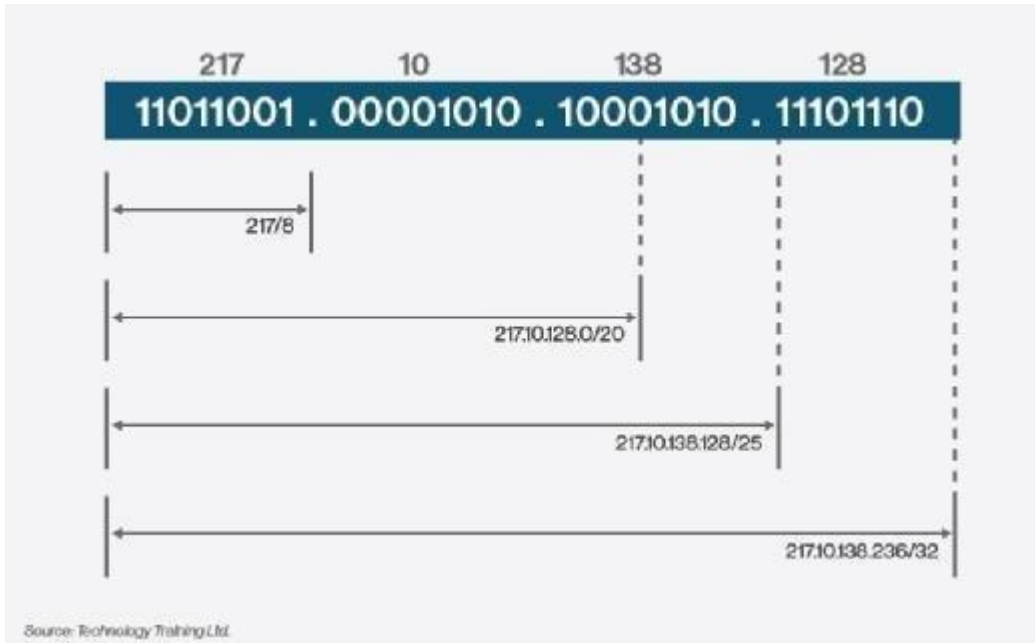 217 10 138 128
11011001 . 00001010 . 10001010 . 11101110
217/8
217.10.128.0/20
217.10.138.128/25
217.10.138.236/32
Source: Technology Training Ltd.